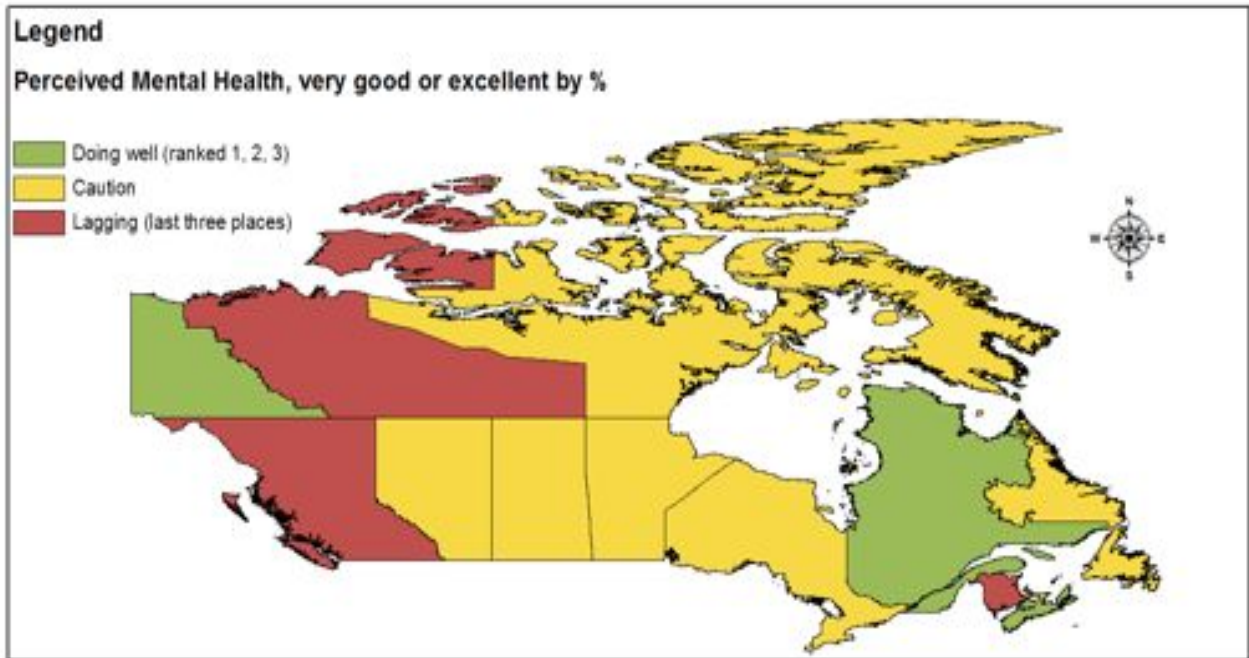 Legend
Perceived Mental Health, very good or excellent by %
Doing well (ranked 1, 2, 3)
Caution
Lagging (last three places)
N
W E
S